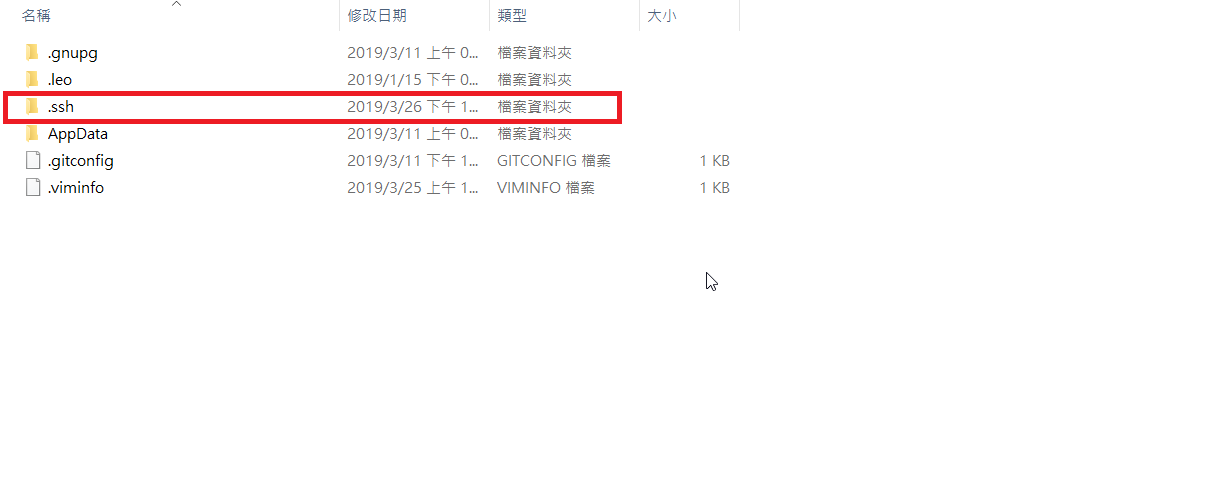 名稱 修改日期 類型 大小
.gnupg 2019/3/11 上午 0... 檔案資料夾
.leo 2019/1/15 下午 0... 檔案資料夾
.ssh 2019/3/26 下午 1... 檔案資料夾
AppData 2019/3/11 上午 0... 檔案資料夾
.gitconfig 2019/3/11 下午 1... GITCONFIG 檔案 1 KB
.viminfo 2019/3/25 上午 1... VIMINFO 檔案 1 KB